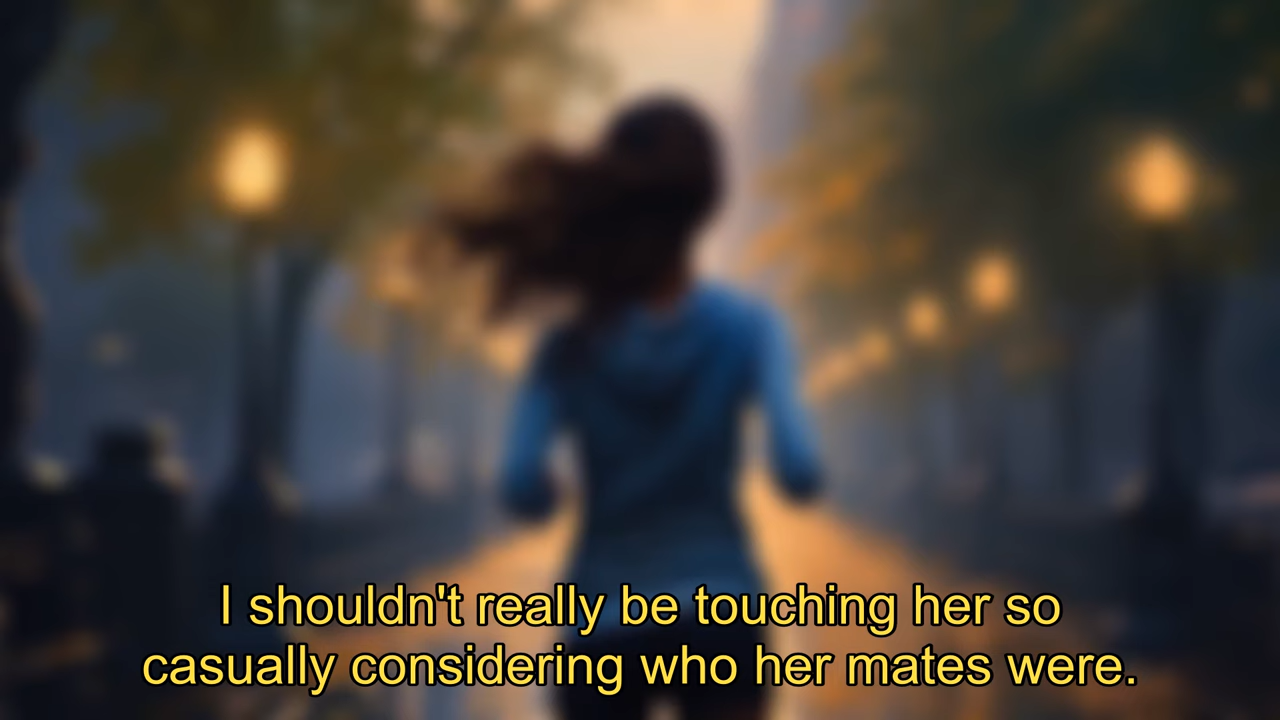 I shouldn't really be touching her so
casually considering who her mates were.